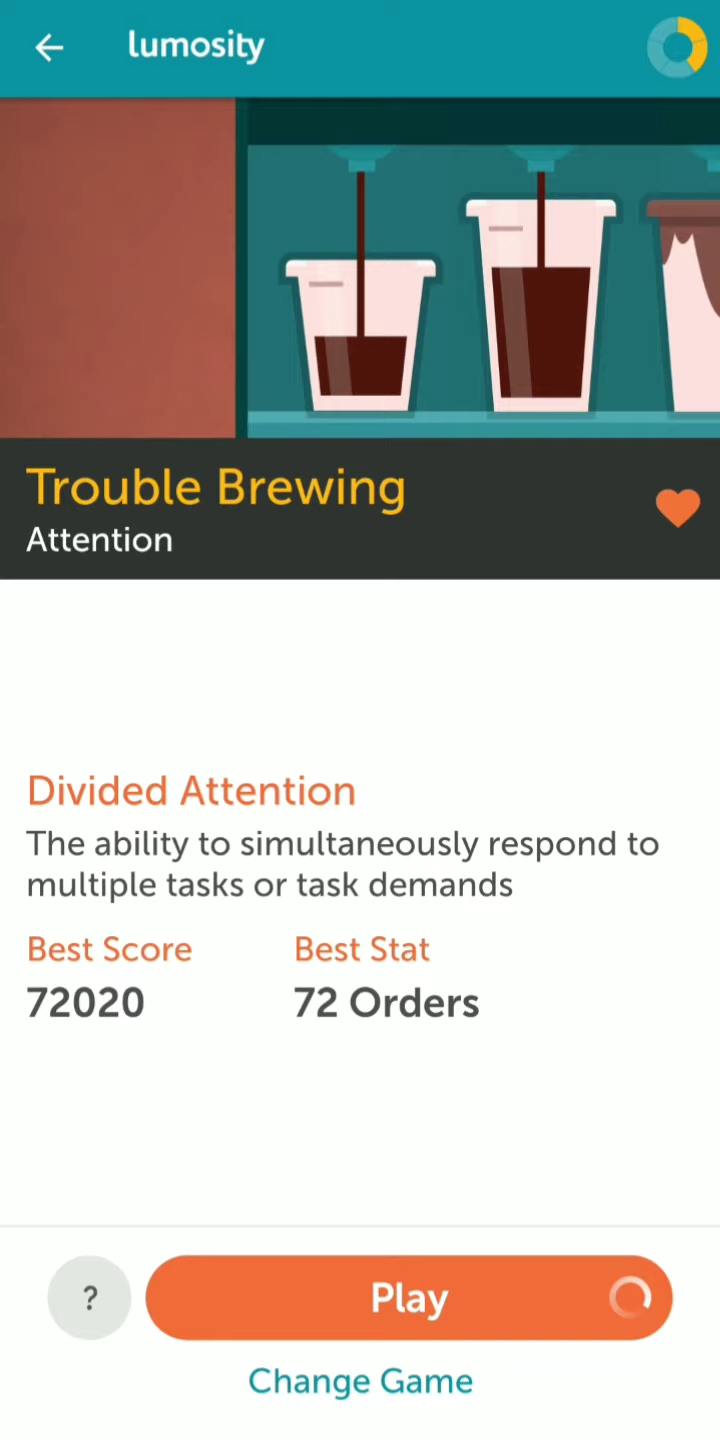 lumosity
Trouble Brewing
Attention
Divided Attention
The ability to simultaneously respond to
multiple tasks or task demands
Best Score
Best Stat
72020
72 Orders
?
Play
Change Game